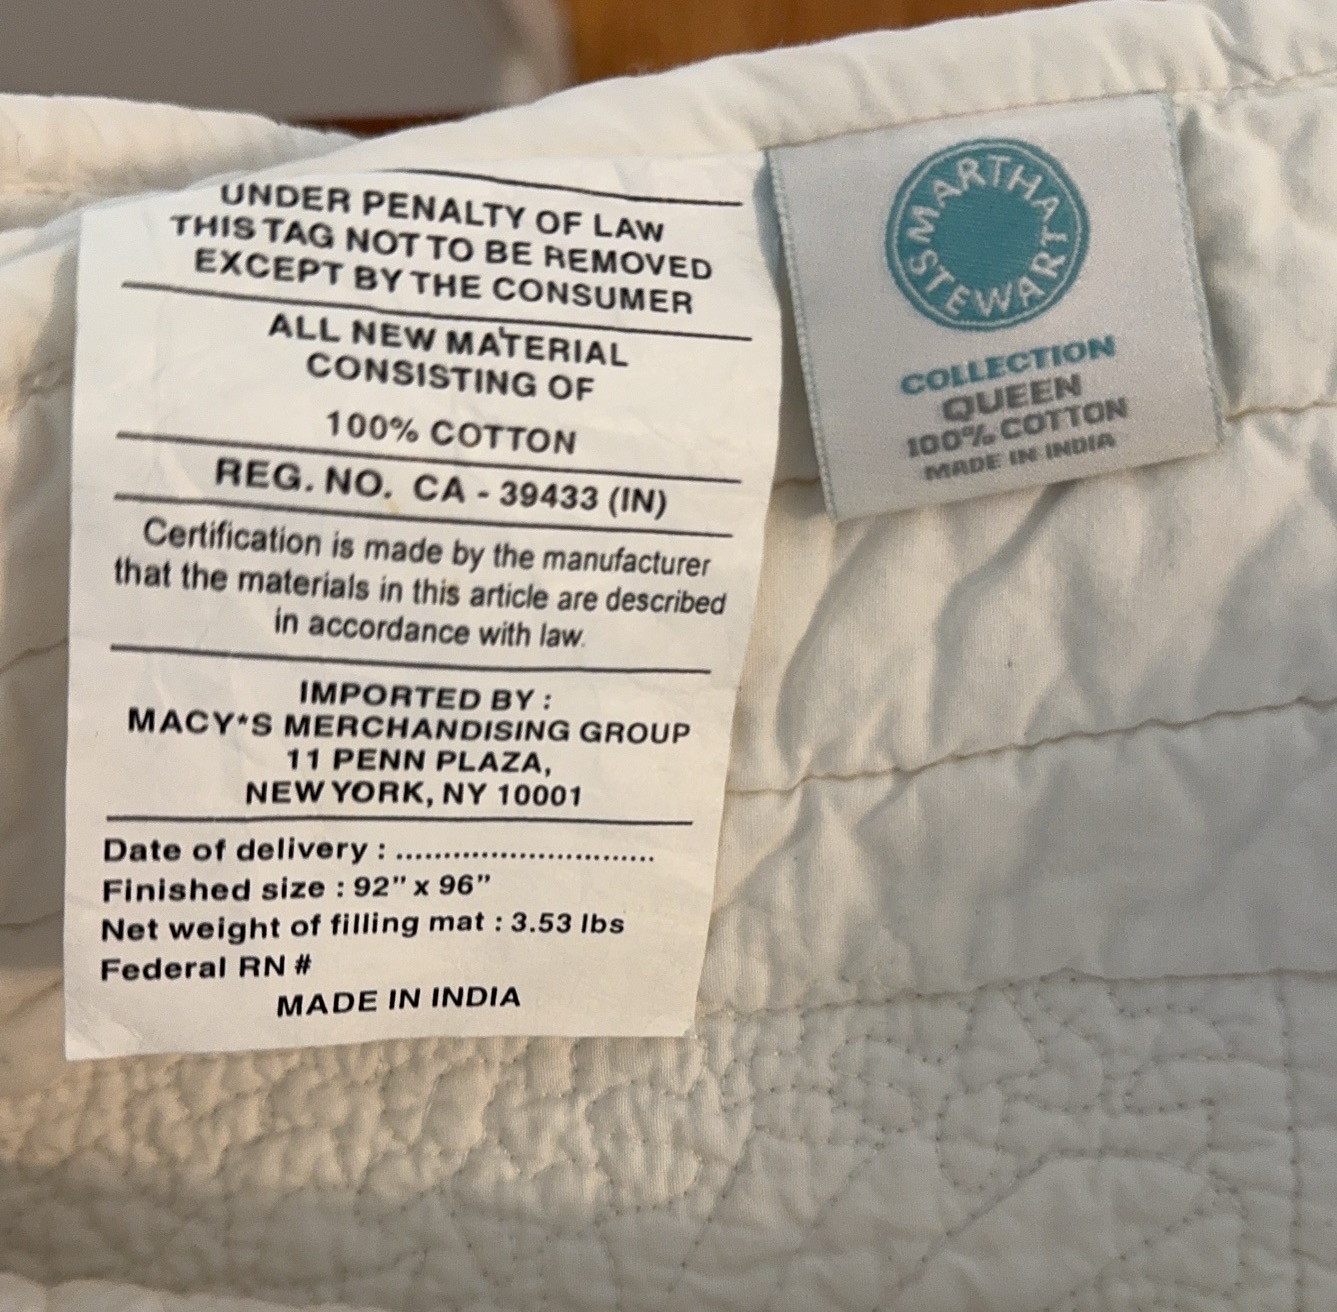 UNDER PENALTY OF LAW
THIS TAG NOT TO BE REMOVED
EXCEPT BY THE CONSUMER
ALL NEW MATERIAL
CONSISTING OF
100% COTTON
REG. NO. CA - 39433 (IN)
Certification is made by the manufacturer
that the materials in this article are described
in accordance with law.
IMPORTED BY :
MACY*S MERCHANDISING GROUP
11 PENN PLAZA,
NEW YORK, NY 10001
Date of delivery : ............................
Finished size : 92" x 96"
Net weight of filling mat : 3.53 lbs
Federal RN #
MADE IN INDIA
MARTHA
STEWART
COLLECTION
QUEEN
100% COTTON
MADE IN INDIA